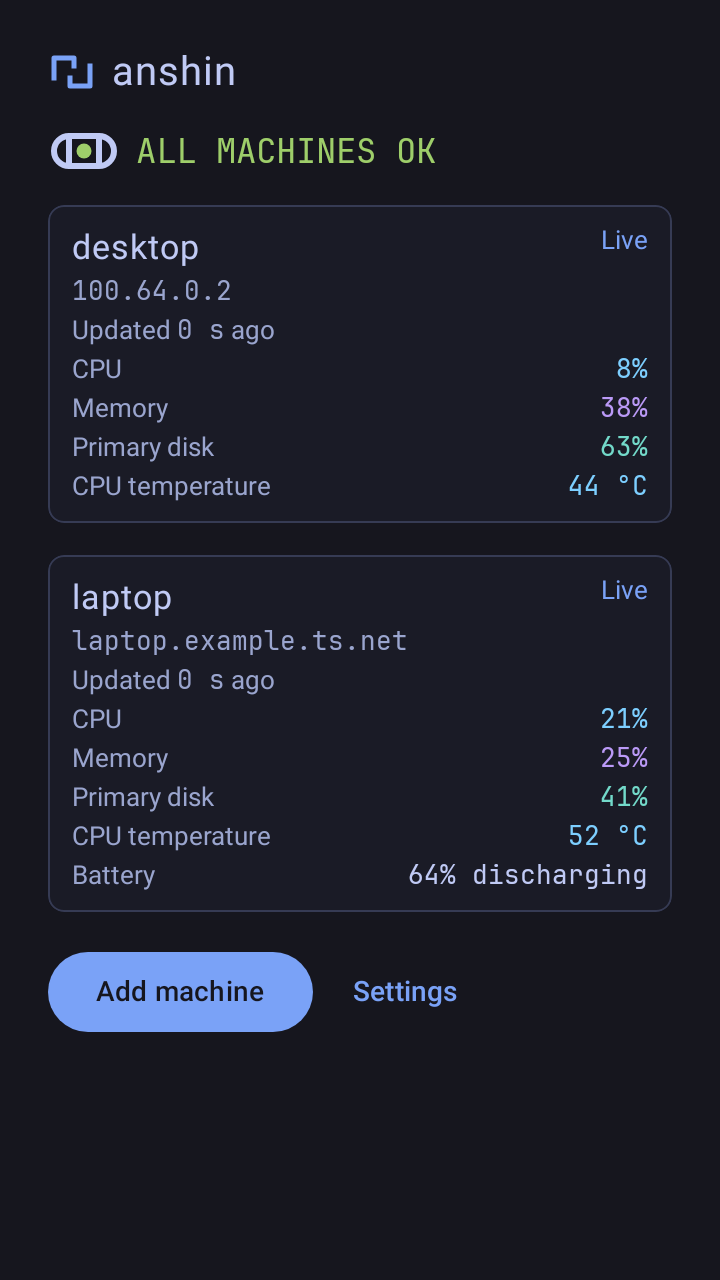 anshin
ALL MACHINES OK
desktop Live
100.64.0.2
Updated 0 s ago
CPU 8%
Memory 38%
Primary disk 63%
CPU temperature 44 °C
laptop Live
laptop.example.ts.net
Updated 0 s ago
CPU 21%
Memory 25%
Primary disk 41%
CPU temperature 52 °C
Battery 64% discharging
Add machine Settings